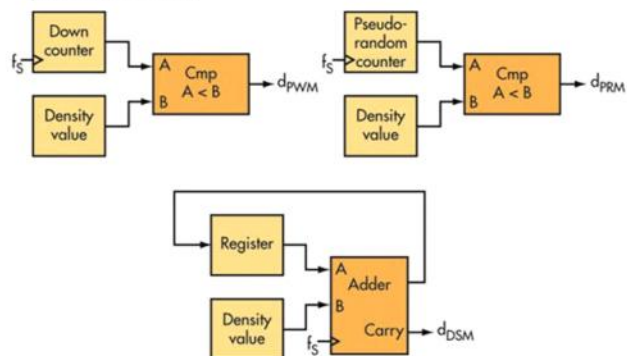 Down
counter
fS
A
Cmp
A < B
B
dPWM
Density
value
Pseudo-
random
counter
fS
A
Cmp
A < B
B
dPRM
Density
value
Register
A
Adder
B
Density
value
fS
Carry
dDSM